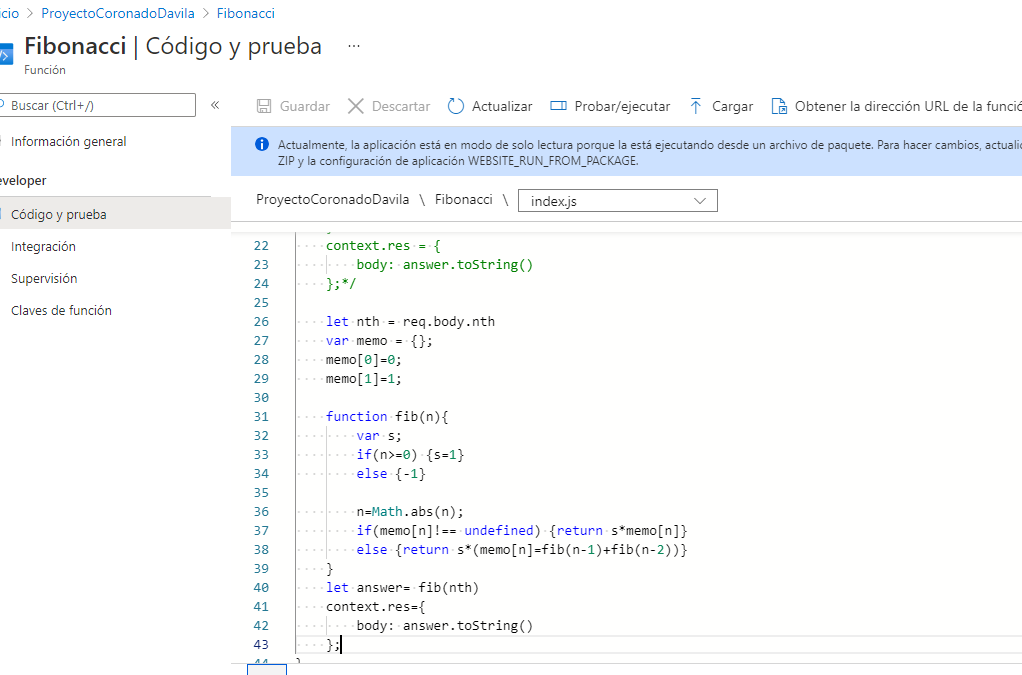 icio > ProyectoCoronadoDavila > Fibonacci
Fibonacci | Código y prueba ...
Función
Buscar (Ctrl+/)
«
Guardar Descartar Actualizar Probar/ejecutar Cargar Obtener la dirección URL de la funció
Información general
eveloper
Código y prueba
Integración
Supervisión
Claves de función
Actualmente, la aplicación está en modo de solo lectura porque la está ejecutando desde un archivo de paquete. Para hacer cambios, actuali
ZIP y la configuración de aplicación WEBSITE_RUN_FROM_PACKAGE.
ProyectoCoronadoDavila \ Fibonacci \ index.js
22 context.res = {
23 body: answer.toString()
24 };*/
25
26 let nth = req.body.nth
27 var memo = {};
28 memo[0]=0;
29 memo[1]=1;
30
31 function fib(n){
32 var s;
33 if(n>=0) {s=1}
34 else {-1}
35
36 n=Math.abs(n);
37 if(memo[n]!== undefined) {return s*memo[n]}
38 else {return s*(memo[n]=fib(n-1)+fib(n-2))}
39 }
40 let answer= fib(nth)
41 context.res={
42 body: answer.toString()
43 };
44 }